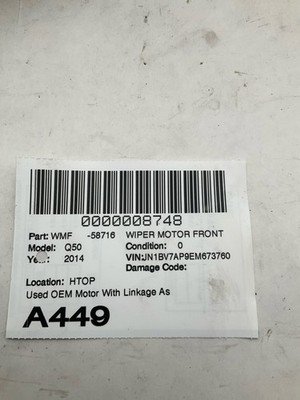 0000008748
Part: WMF -58716 WIPER MOTOR FRONT
Model: Q50 Condition: 0
2014 VIN:JN1BV7AP9EM673760
Damage Code:
Location: HTOP
Used OEM Motor With Linkage As
A449